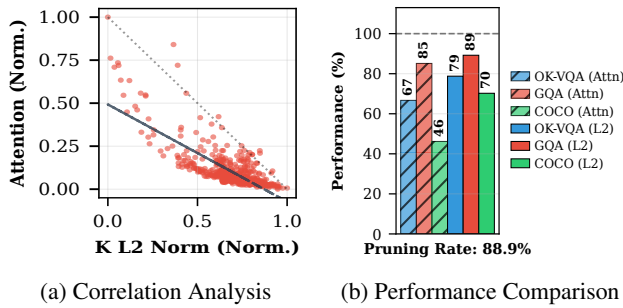 1.00
0.75
0.50
0.25
0.00
Attention (Norm.)
0.0
0.5
1.0
K L2 Norm (Norm.)
(a) Correlation Analysis
100
80
60
40
20
0
Performance (%)
67
85
46
79
89
70
Pruning Rate: 88.9%
OK-VQA (Attn)
GQA (Attn)
COCO (Attn)
OK-VQA (L2)
GQA (L2)
COCO (L2)
(b) Performance Comparison